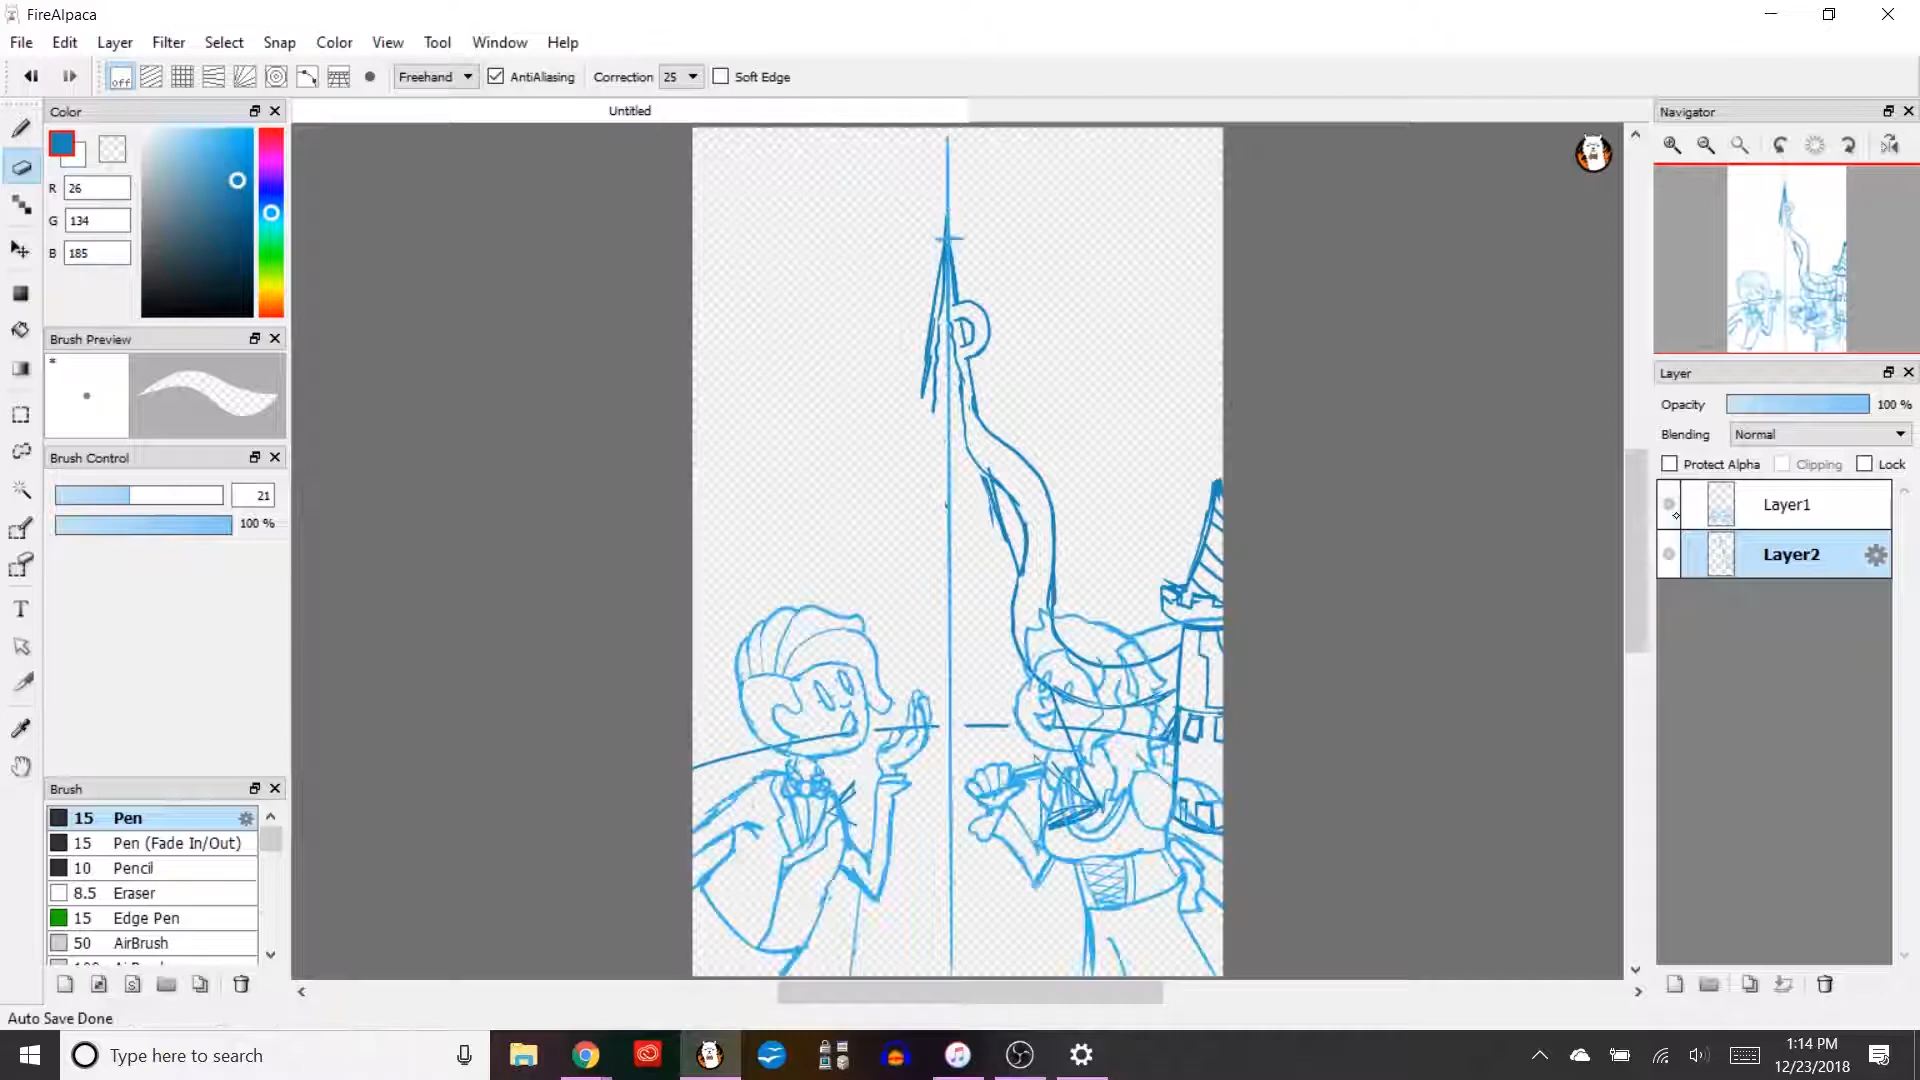 FireAlpaca
File Edit Layer Filter Select Snap Color View Tool Window Help
off Freehand AntiAliasing Correction 25 Soft Edge
Color
Untitled
Navigator
R 26
G 134
B 185
Brush Preview
*
Layer
Opacity 100 %
Blending Normal
Protect Alpha Clipping Lock
Brush Control
21
100 %
Layer1
Layer2
T
Brush
15 Pen
15 Pen (Fade In/Out)
10 Pencil
8.5 Eraser
15 Edge Pen
50 AirBrush
Auto Save Done
Type here to search
1:14 PM
12/23/2018